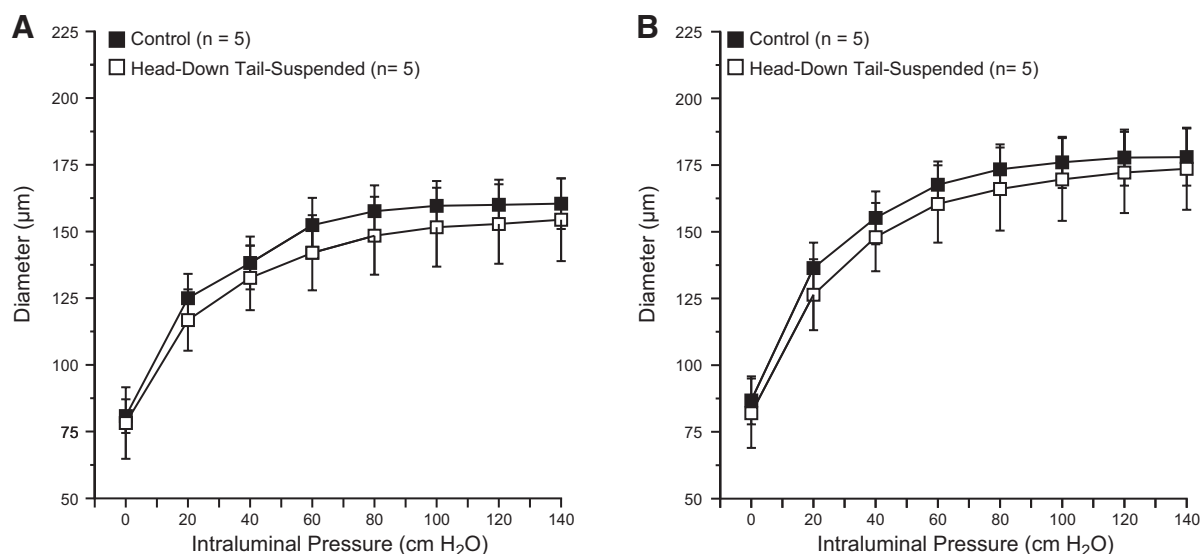 A
Control (n = 5)
Head-Down Tail-Suspended (n= 5)
225
200
175
150
125
100
75
50
Diameter (µm)
0 20 40 60 80 100 120 140
Intraluminal Pressure (cm H₂O)
B
Control (n = 5)
Head-Down Tail-Suspended (n= 5)
225
200
175
150
125
100
75
50
Diameter (µm)
0 20 40 60 80 100 120 140
Intraluminal Pressure (cm H₂O)